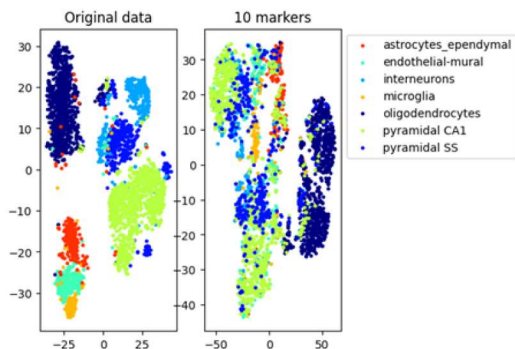 Original data
10 markers
30
20
10
0
−10
−20
−30
−25
0
25
30
20
10
0
−10
−20
−30
−40
−50
0
50
astrocytes_ependymal
endothelial-mural
interneurons
microglia
oligodendrocytes
pyramidal CA1
pyramidal SS